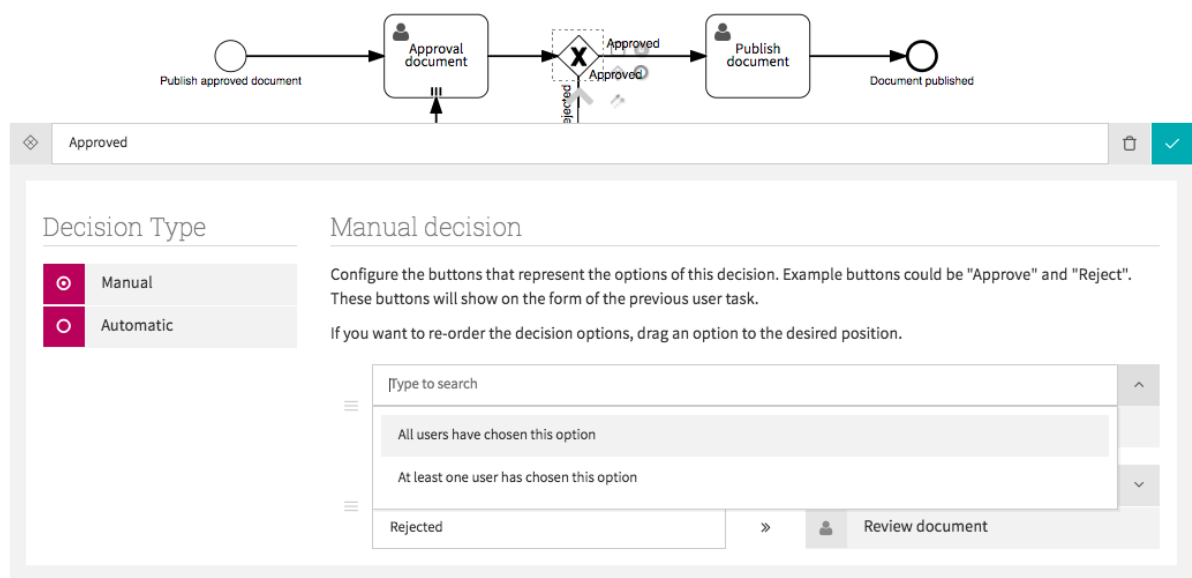 Approval
document
Approved
Publish
document
Publish approved document
Approved
Document published
Approved
Decision Type
Manual decision
Manual
Automatic
Configure the buttons that represent the options of this decision. Example buttons could be "Approve" and "Reject".
These buttons will show on the form of the previous user task.
If you want to re-order the decision options, drag an option to the desired position.
Type to search
All users have chosen this option
At least one user has chosen this option
Rejected
Review document